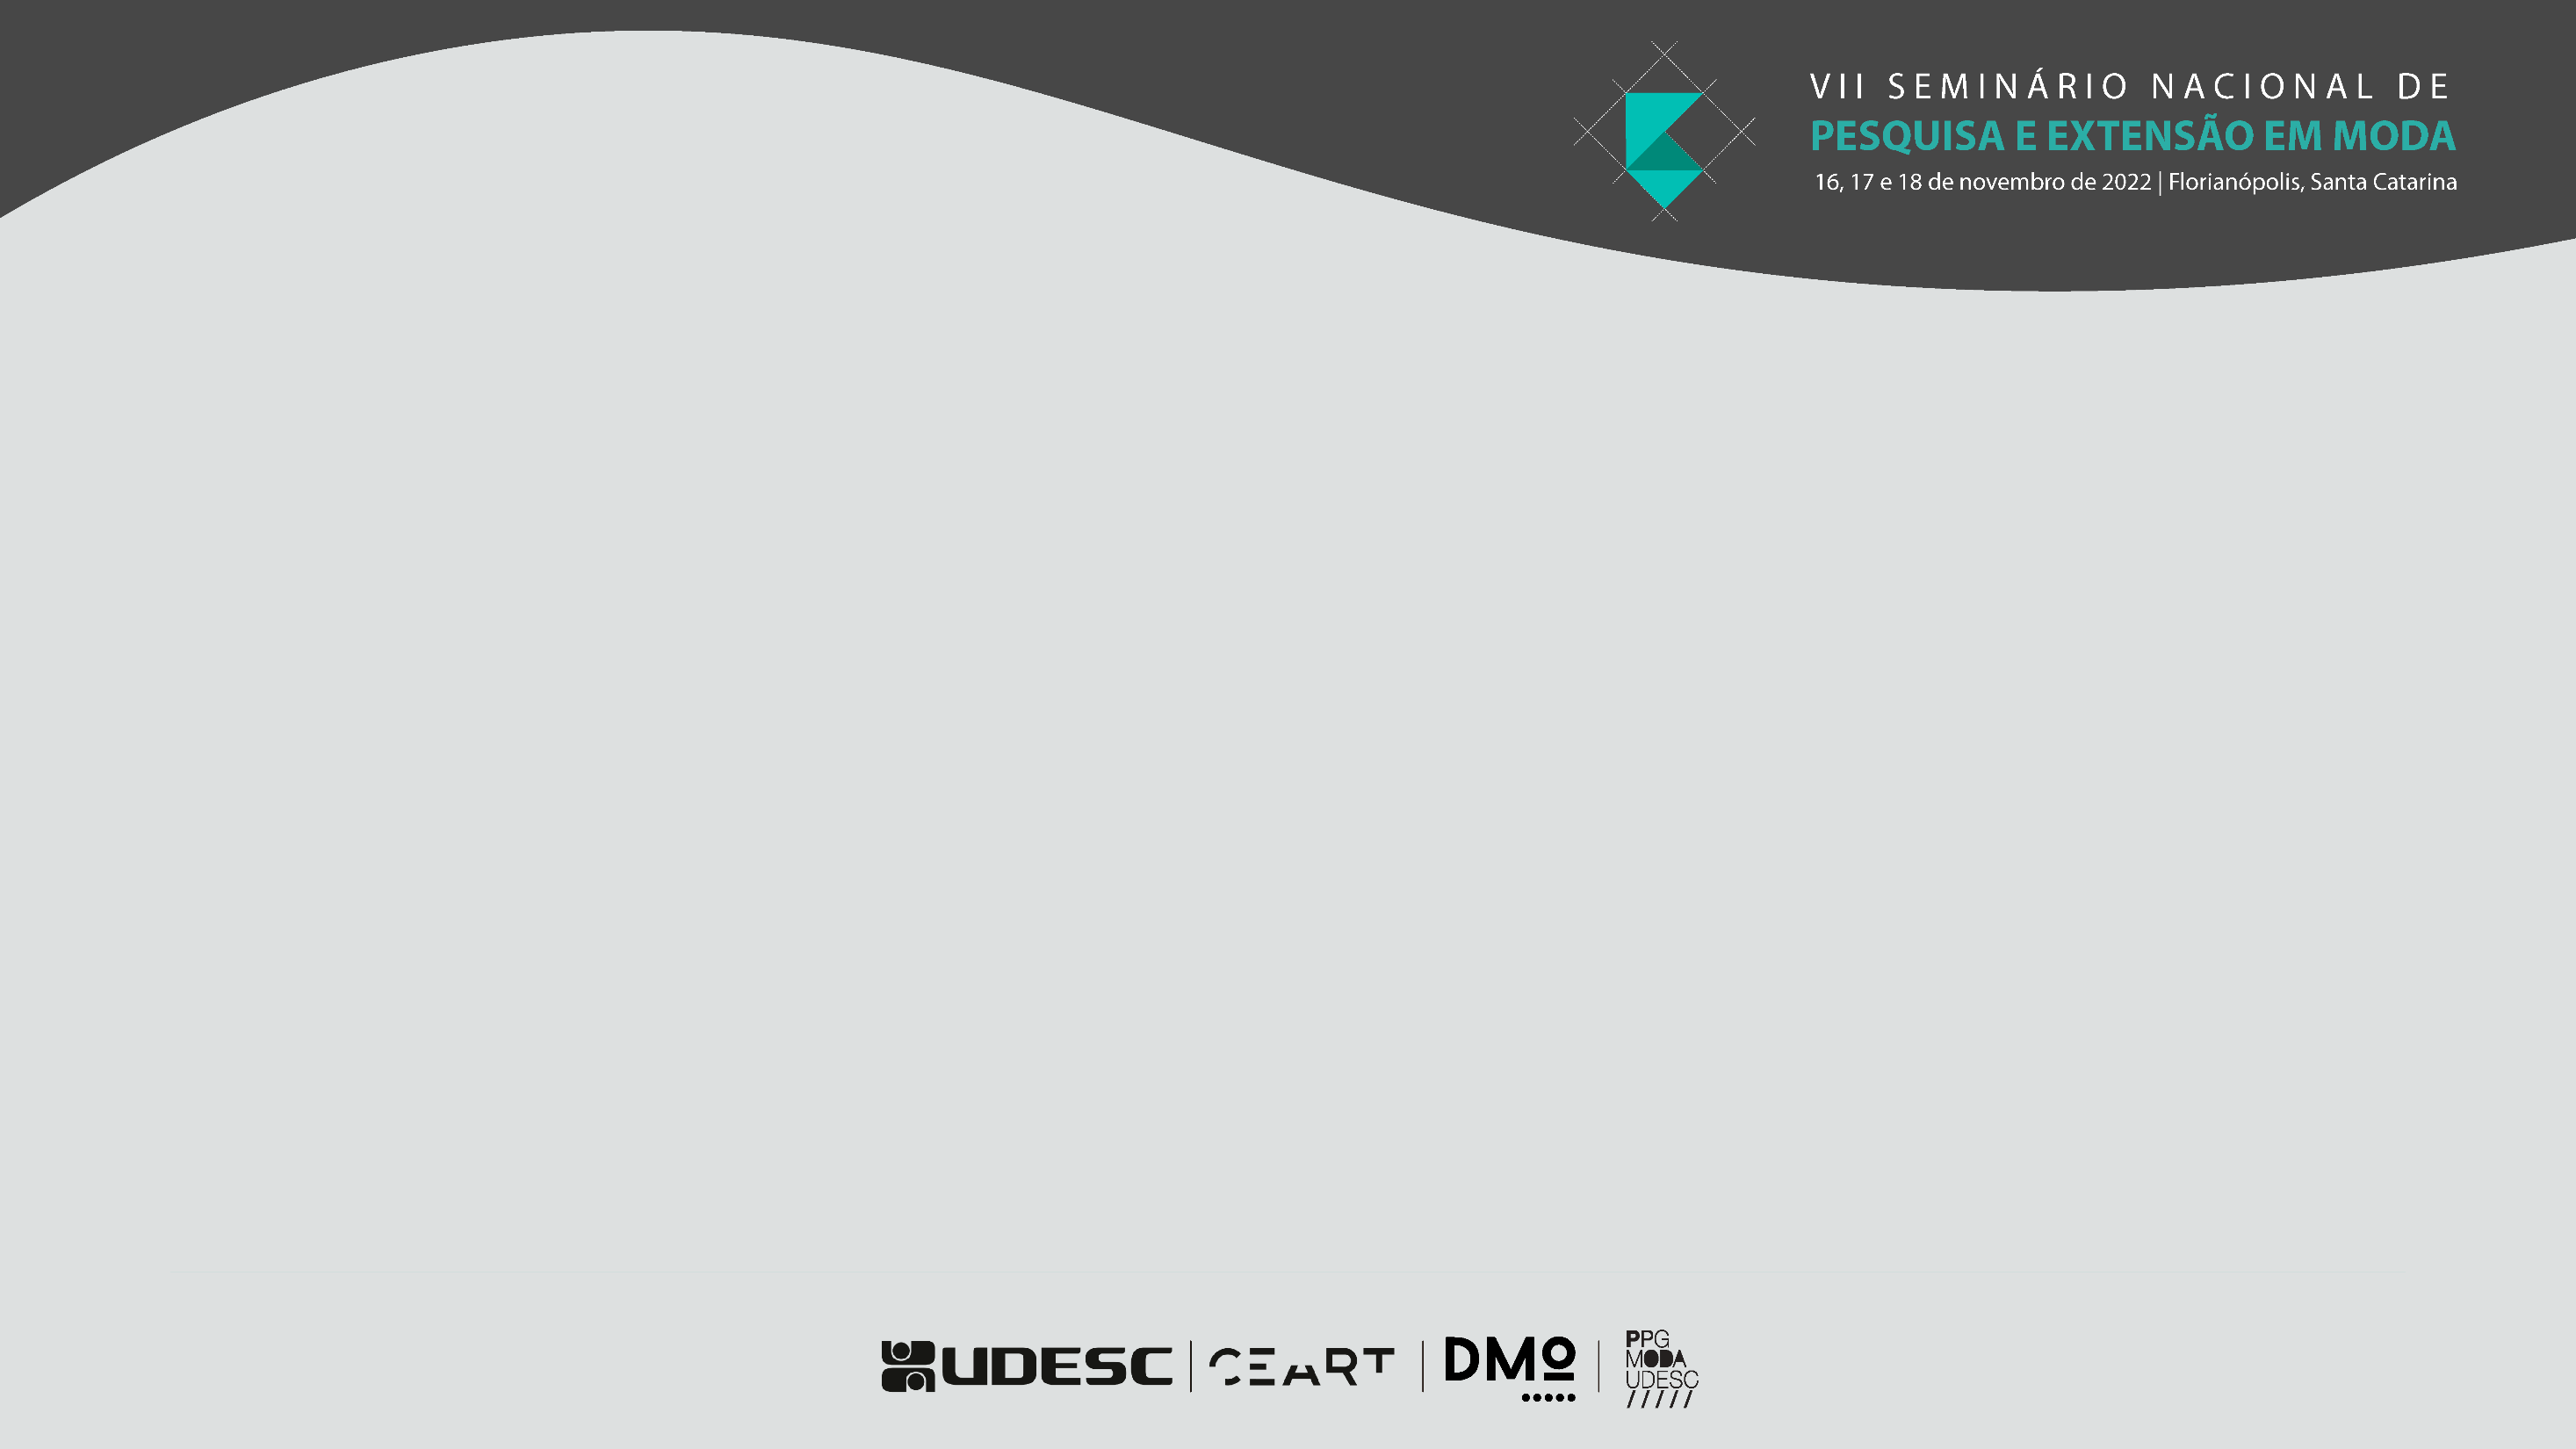 VII SEMINÁRIO NACIONAL DE
PESQUISA E EXTENSÃO EM MODA
16, 17 e 18 de novembro de 2022 | Florianópolis, Santa Catarina
UDESC
CEART
DMO
PPG
MODA
UDESC